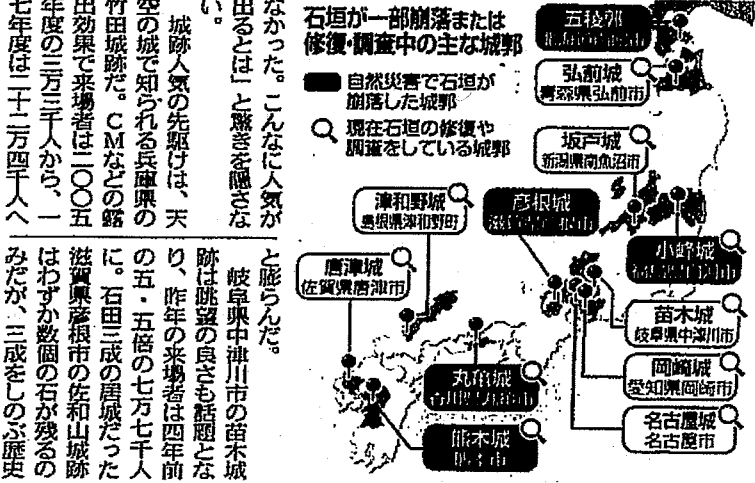 なかった。こんなに人気が
出るとは」と驚きを隠さな
い。
城跡人気の先駆けは、天
空の城で知られる兵庫県の
竹田城跡だ。ＣＭなどの露
出効果で来場者は二〇〇五
年度の三万三千人から、一
七年度は二十二万四千人へ
と膨らんだ。
岐阜県中津川市の苗木城
跡は眺望の良さも話題とな
り、昨年の来場者は四年前
の五・五倍の七万七千人
に。石田三成の居城だった
滋賀県彦根市の佐和山城跡
はわずか数個の石が残るの
みだが、三成をしのぶ歴史
石垣が一部崩落または
修復・調査中の主な城郭
自然災害で石垣が
崩落した城郭
現在石垣の修復や
調査をしている城郭
五稜郭
弘前城
青森県弘前市
坂戸城
新潟県南魚沼市
津和野城
島根県津和野町
彦根城
小峰城
唐津城
佐賀県唐津市
苗木城
岐阜県中津川市
岡崎城
愛知県岡崎市
丸亀城
名古屋城
名古屋市
熊本城
熊本市